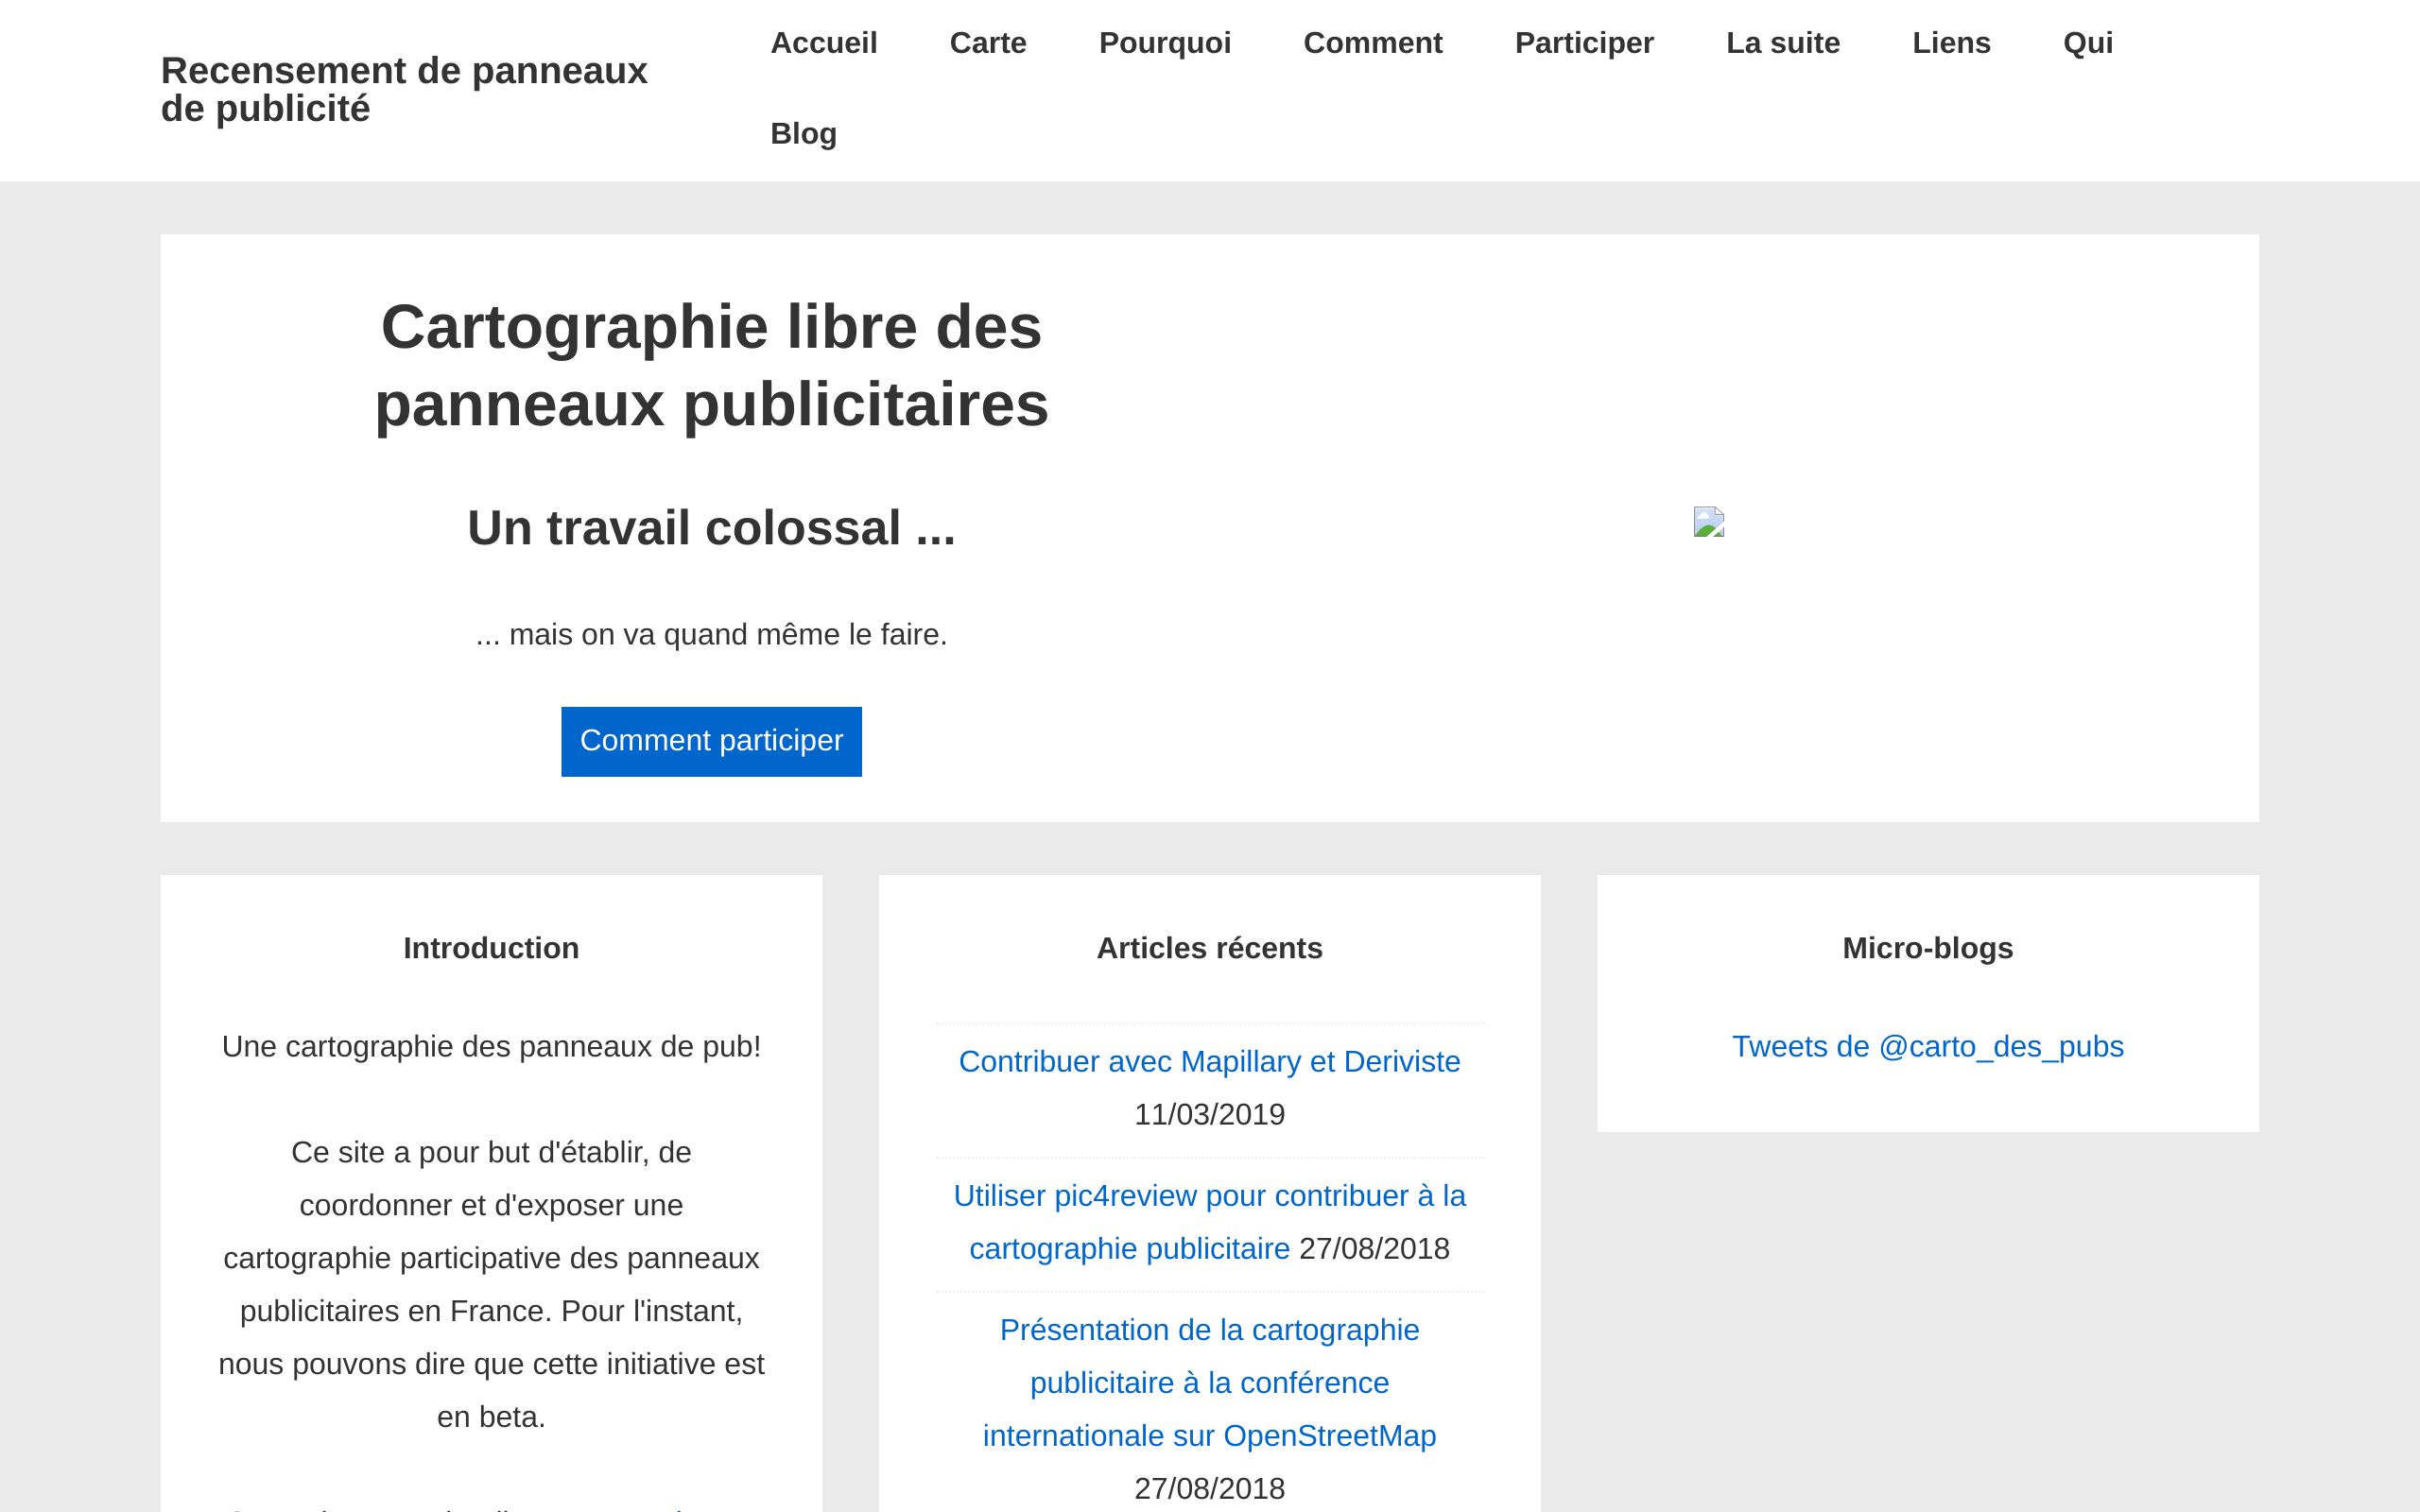 Recensement de panneaux
de publicité
Accueil Carte Pourquoi Comment Participer La suite Liens Qui
Blog
Cartographie libre des
panneaux publicitaires
Un travail colossal ...
... mais on va quand même le faire.
Comment participer
Introduction
Une cartographie des panneaux de pub!
Ce site a pour but d'établir, de
coordonner et d'exposer une
cartographie participative des panneaux
publicitaires en France. Pour l'instant,
nous pouvons dire que cette initiative est
en beta.
Articles récents
Contribuer avec Mapillary et Deriviste
11/03/2019
Utiliser pic4review pour contribuer à la
cartographie publicitaire 27/08/2018
Présentation de la cartographie
publicitaire à la conférence
internationale sur OpenStreetMap
27/08/2018
Micro-blogs
Tweets de @carto_des_pubs